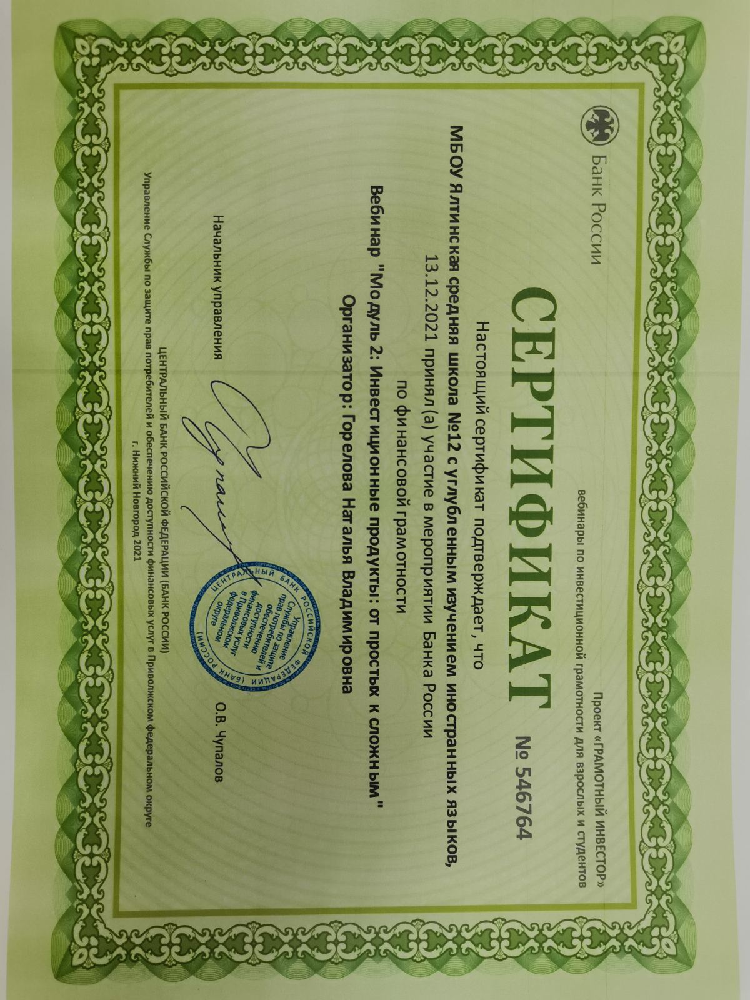 Банк России
Проект «ГРАМОТНЫЙ ИНВЕСТОР»
вебинары по инвестиционной грамотности для взрослых и студентов
СЕРТИФИКАТ № 546764
Настоящий сертификат подтверждает, что
МБОУ Ялтинская средняя школа №12 с углубленным изучением иностранных языков,
13.12.2021 принял(а) участие в мероприятии Банка России
по финансовой грамотности
Вебинар "Модуль 2: Инвестиционные продукты: от простых к сложным"
Организатор: Горелова Наталья Владимировна
Начальник управления
О.В. Чупалов
ЦЕНТРАЛЬНЫЙ БАНК РОССИЙСКОЙ ФЕДЕРАЦИИ (БАНК РОССИИ)
Управление
Службы по защите
прав потребителей и
обеспечению
доступности
финансовых услуг
в Приволжском
федеральном
округе
ЦЕНТРАЛЬНЫЙ БАНК РОССИЙСКОЙ ФЕДЕРАЦИИ (БАНК РОССИИ)
Управление Службы по защите прав потребителей и обеспечению доступности финансовых услуг в Приволжском федеральном округе
г. Нижний Новгород 2021